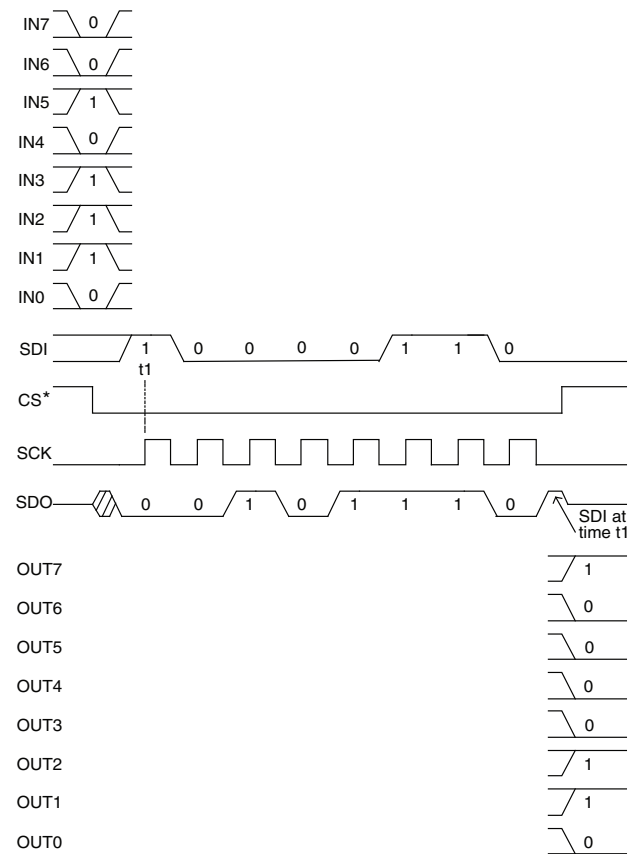 IN7 0
IN6 0
IN5 1
IN4 0
IN3 1
IN2 1
IN1 1
IN0 0
SDI 1 0 0 0 0 1 1 0
t1
CS*
SCK
SDO 0 0 1 0 1 1 1 0
SDI at
time t1
OUT7 1
OUT6 0
OUT5 0
OUT4 0
OUT3 0
OUT2 1
OUT1 1
OUT0 0